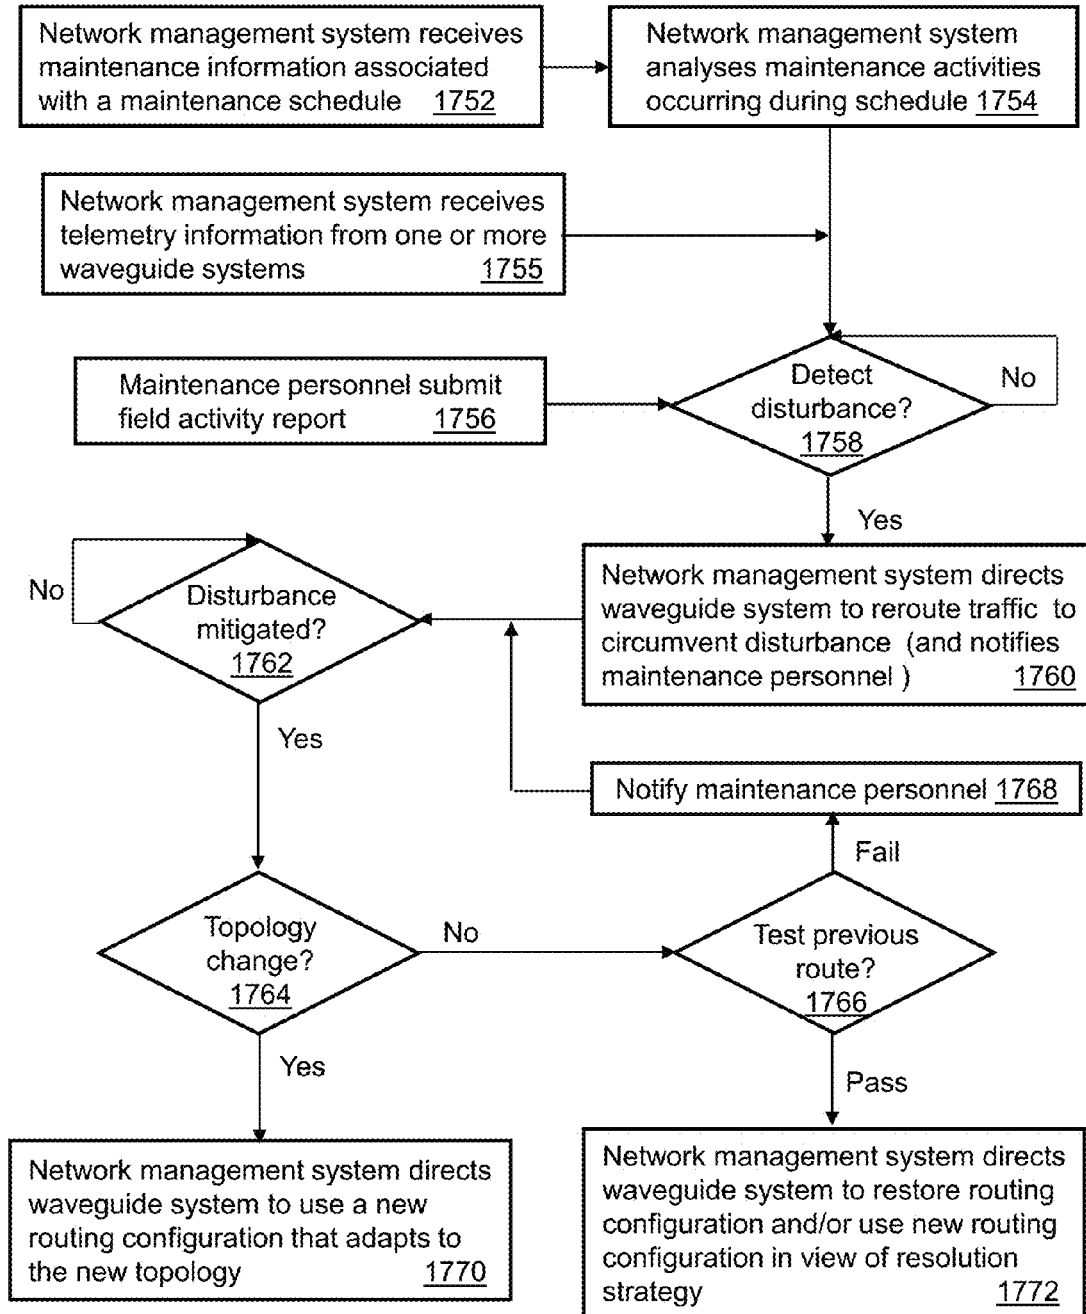 Network management system receives
maintenance information associated
with a maintenance schedule 1752
Network management system
analyses maintenance activities
occurring during schedule 1754
Network management system receives
telemetry information from one or more
waveguide systems 1755
Maintenance personnel submit
field activity report 1756
Detect
disturbance?
1758
No
Yes
Network management system directs
waveguide system to reroute traffic to
circumvent disturbance (and notifies
maintenance personnel ) 1760
No
Disturbance
mitigated?
1762
Yes
Notify maintenance personnel 1768
Fail
Topology
change?
1764
No
Test previous
route?
1766
Yes
Pass
Network management system directs
waveguide system to use a new
routing configuration that adapts to
the new topology 1770
Network management system directs
waveguide system to restore routing
configuration and/or use new routing
configuration in view of resolution
strategy 1772